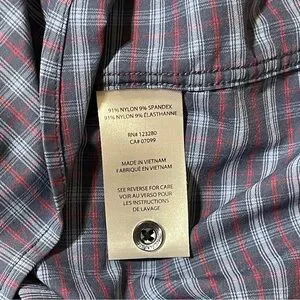 91% NYLON 9% SPANDEX
91% NYLON 9% ÉLASTHANNE
RN# 123280
CA# 07099
MADE IN VIETNAM
FABRIQUÉ EN VIETNAM
SEE REVERSE FOR CARE
VOIR AU VERSO POUR
LES INSTRUCTIONS
DE LAVAGE